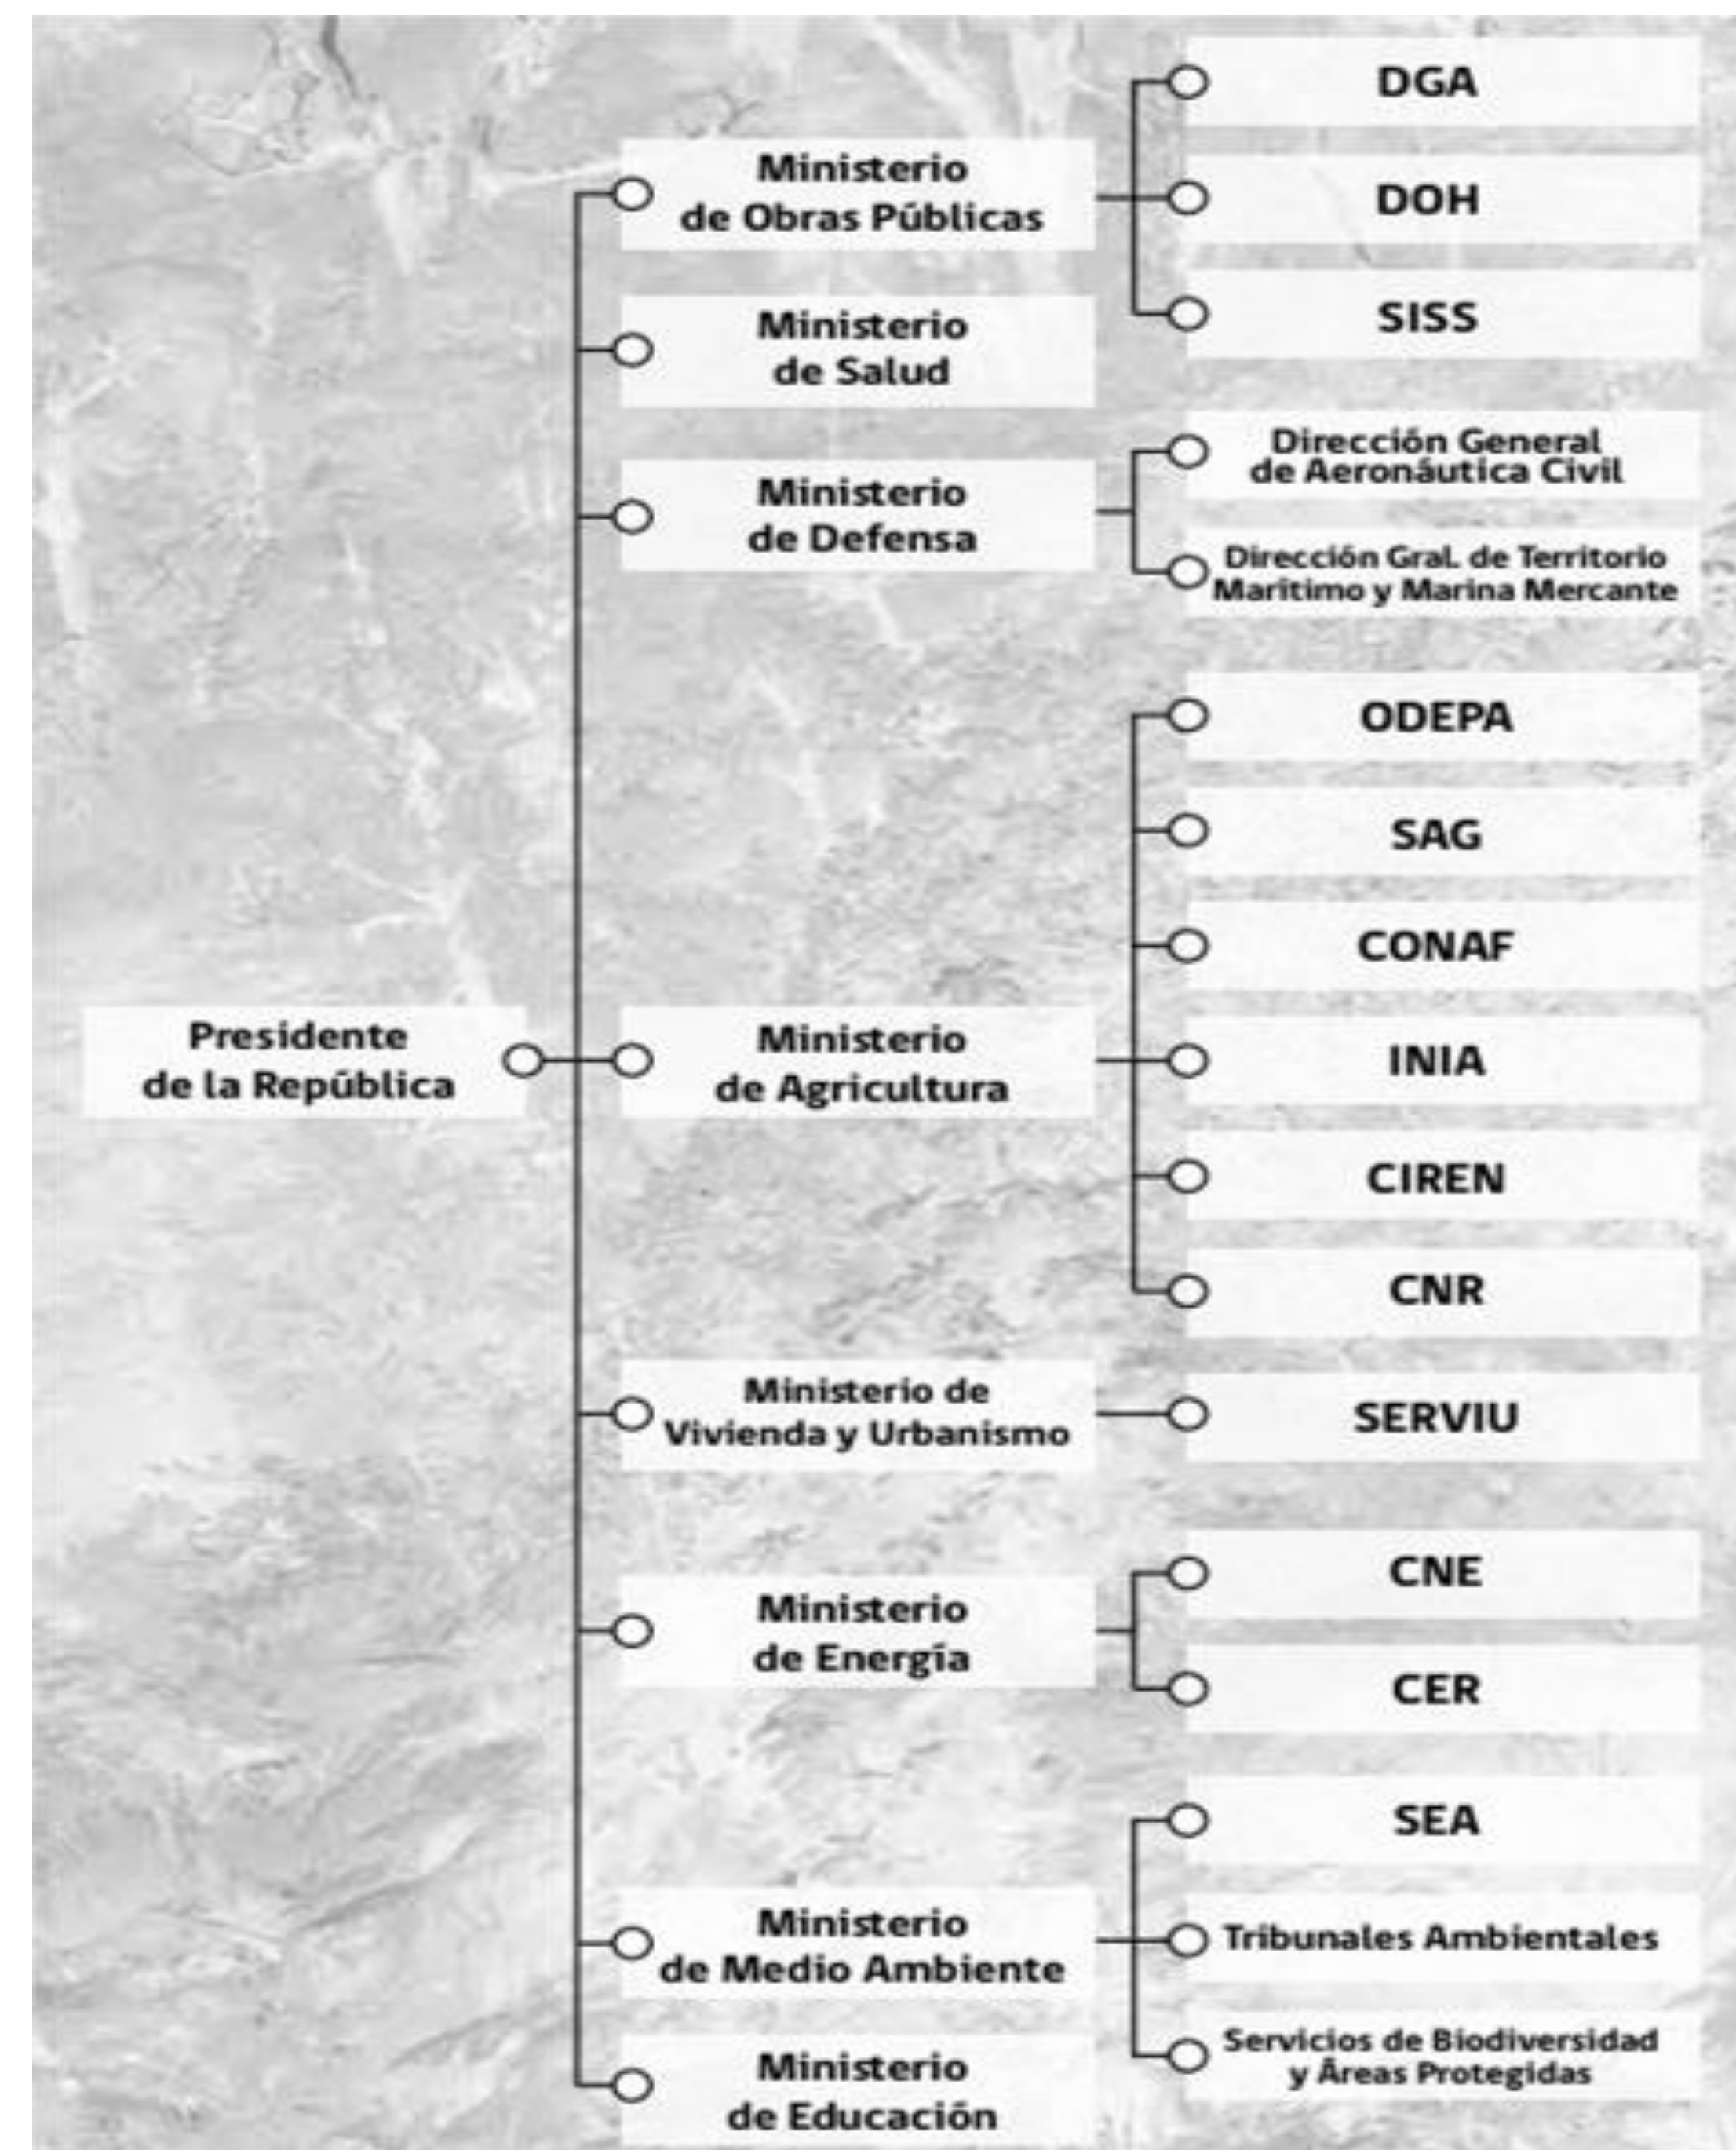 DGA
Ministerio
de Obras Públicas
DOH
SISS
Ministerio
de Salud
Dirección General
de Aeronáutica Civil
Ministerio
de Defensa
Dirección Gral. de Territorio
Marítimo y Marina Mercante
ODEPA
SAG
CONAF
Presidente
de la República
Ministerio
de Agricultura
INIA
CIREN
CNR
Ministerio de
Vivienda y Urbanismo
SERVIU
CNE
Ministerio
de Energía
CER
SEA
Ministerio
de Medio Ambiente
Tribunales Ambientales
Servicios de Biodiversidad
y Áreas Protegidas
Ministerio
de Educación